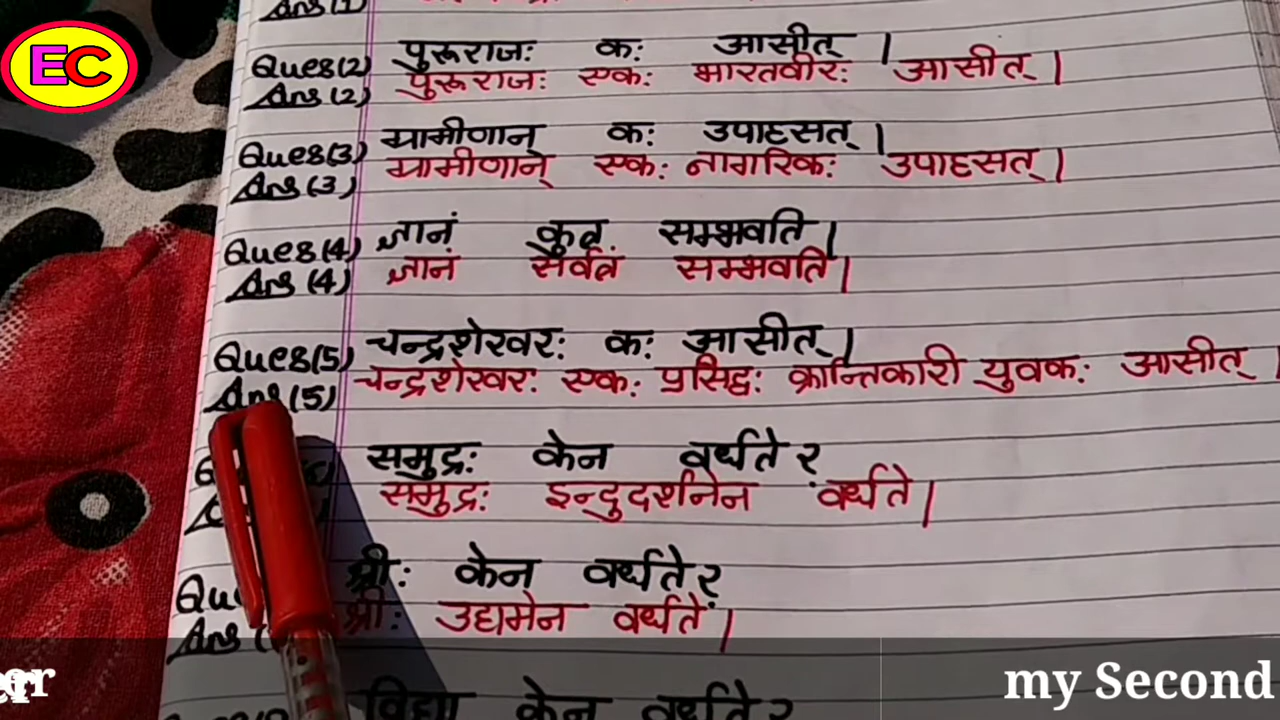 Ans(1)
EC
Ques(2) पुरूराजः कः आसीत् ।
Ans(2) पुरूराजः एकः भारतवीरः आसीत् ।
Ques(3) ग्रामीणान् कः उपाहसत् ।
Ans(3) ग्रामीणान् एकः नागरिकः उपाहसत् ।
Ques(4) ज्ञानं कुत्र सम्भवति ।
Ans(4) ज्ञानं सर्वत्रं सम्भवति ।
Ques(5) चन्द्रशेखरः कः आसीत् ।
Ans(5) चन्द्रशेखरः एकः प्रसिद्धः क्रान्तिकारी युवकः आसीत् ।
समुद्रः केन वर्धते ?
समुद्रः इन्दुदर्शनेन वर्धते ।
श्रीः केन वर्धते ?
Ans श्रीः उद्यमेन वर्धते ।
विद्या केन वर्धते ?
my Second